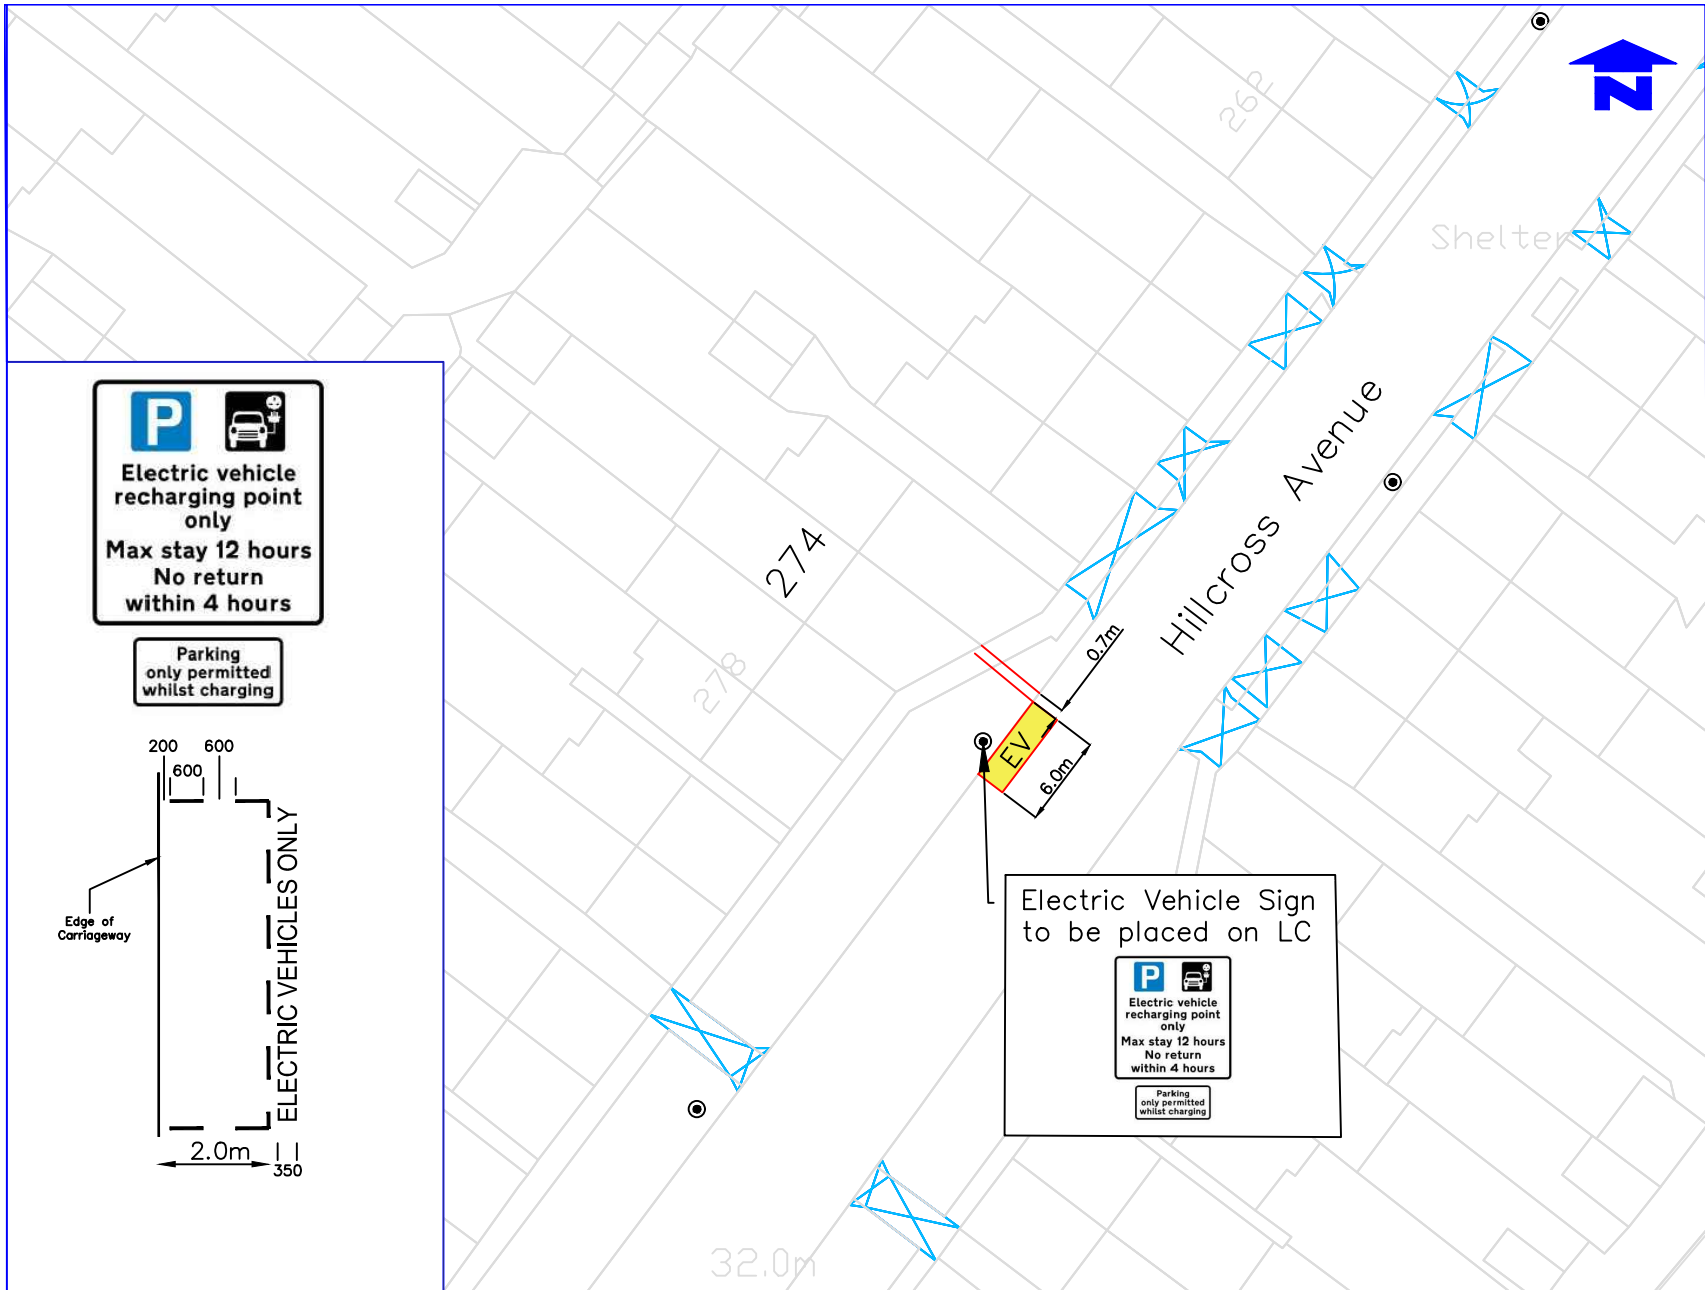 N
262
Shelter
Hillcross Avenue
274
278
0.7m
EV
6.0m
32.0m
P
Electric vehicle
recharging point
only
Max stay 12 hours
No return
within 4 hours
Parking
only permitted
whilst charging
200
600
600
Edge of
Carriageway
ELECTRIC VEHICLES ONLY
2.0m
350
Electric Vehicle Sign
to be placed on LC
P
Electric vehicle
recharging point
only
Max stay 12 hours
No return
within 4 hours
Parking
only permitted
whilst charging